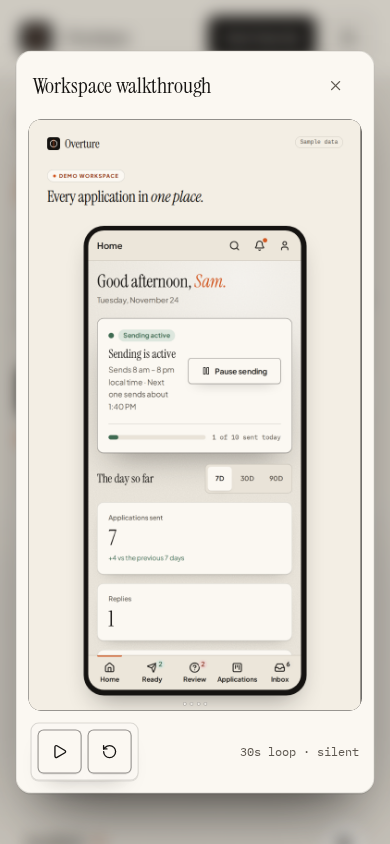 Workspace walkthrough
Overture
Sample data
DEMO WORKSPACE
Every application in one place.
Home
Good afternoon, Sam.
Tuesday, November 24
Sending active
Sending is active
Sends 8 am – 8 pm
local time · Next
one sends about
1:40 PM
Pause sending
1 of 10 sent today
The day so far
7D
30D
90D
Applications sent
7
+4 vs the previous 7 days
Replies
1
Home
Ready
2
Review
2
Applications
Inbox
6
30s loop · silent